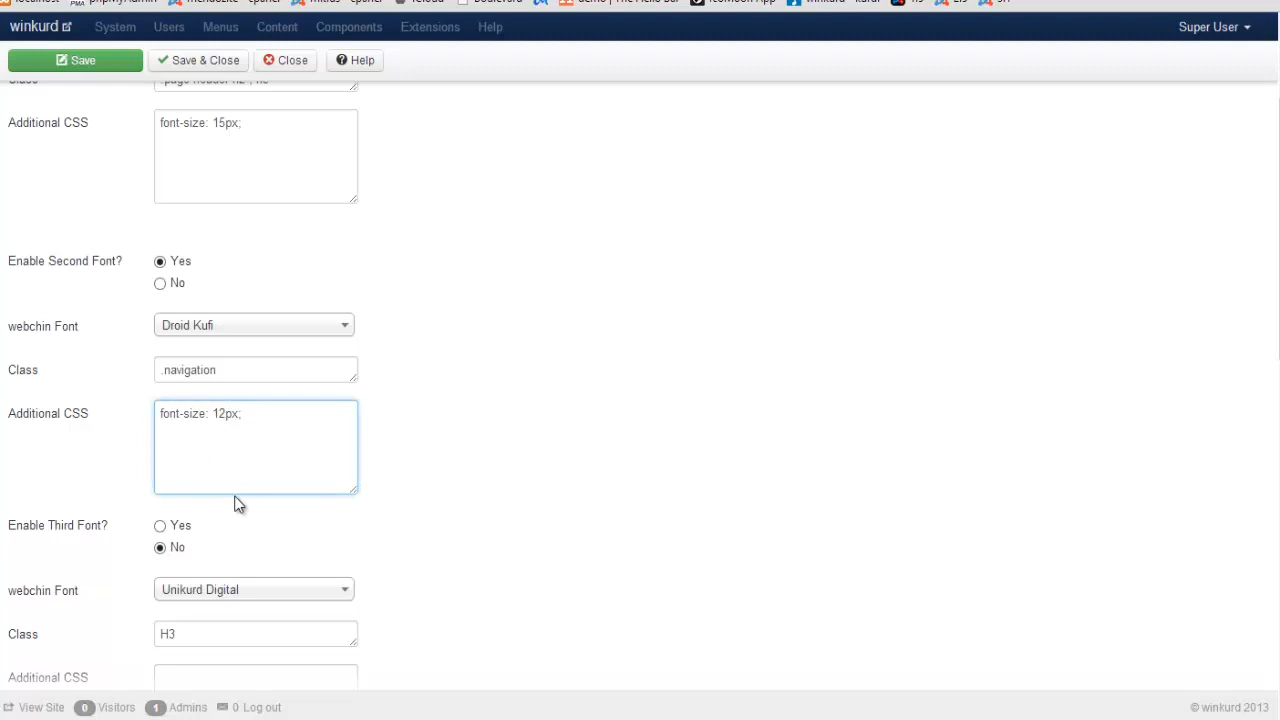 phpMyAdmin
winkurd System Users Menus Content Components Extensions Help Super User
Save Save & Close Close Help
Class
Additional CSS font-size: 15px;
Enable Second Font? Yes
No
webchin Font Droid Kufi
Class .navigation
Additional CSS font-size: 12px;
Enable Third Font? Yes
No
webchin Font Unikurd Digital
Class H3
Additional CSS
View Site 0 Visitors 1 Admins 0 Log out © winkurd 2013